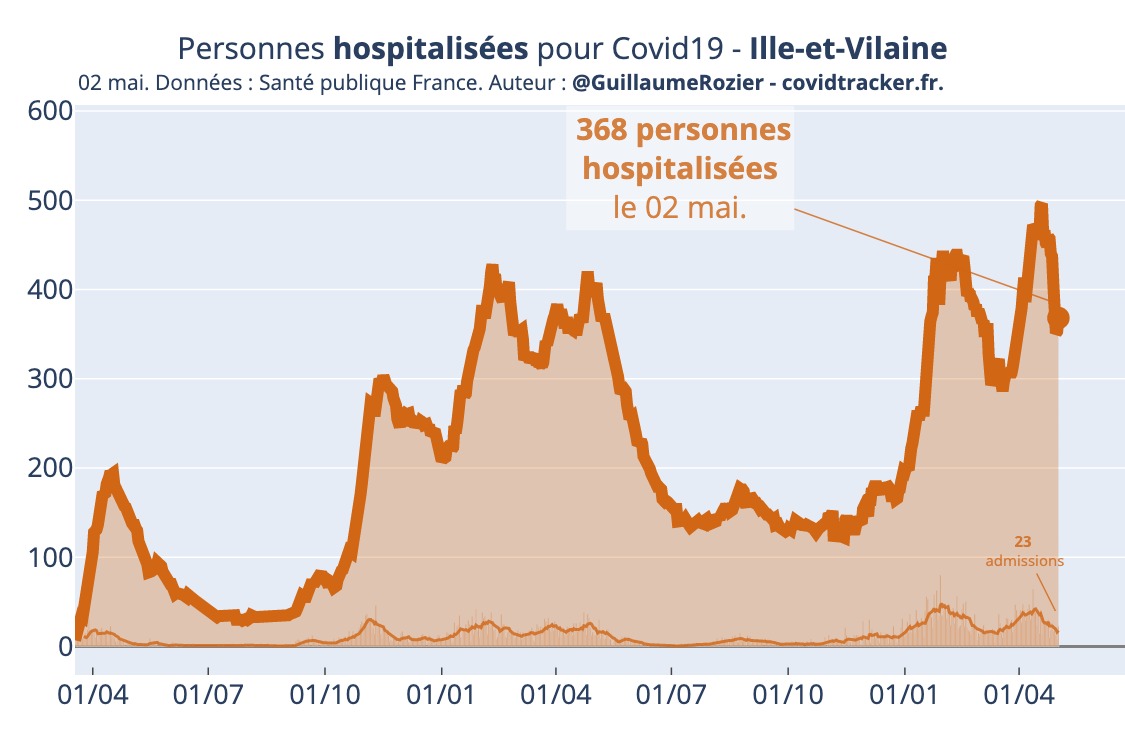 Personnes hospitalisées pour Covid19 - Ille-et-Vilaine
02 mai. Données : Santé publique France. Auteur : @GuillaumeRozier - covidtracker.fr.
600
368 personnes
hospitalisées
le 02 mai.
500
400
300
200
100
0
23
admissions
01/04
01/07
01/10
01/01
01/04
01/07
01/10
01/01
01/04